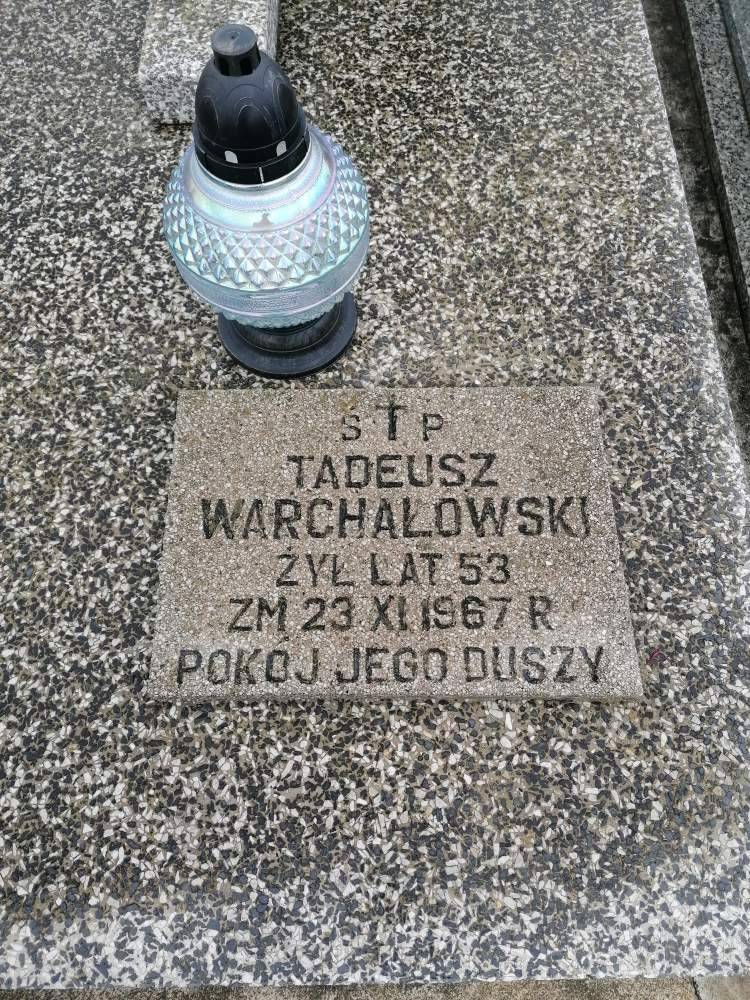 S † P
TADEUSZ
WARCHAŁOWSKI
ŻYŁ LAT 53
ZM 23.XI.1967 R
POKÓJ JEGO DUSZY